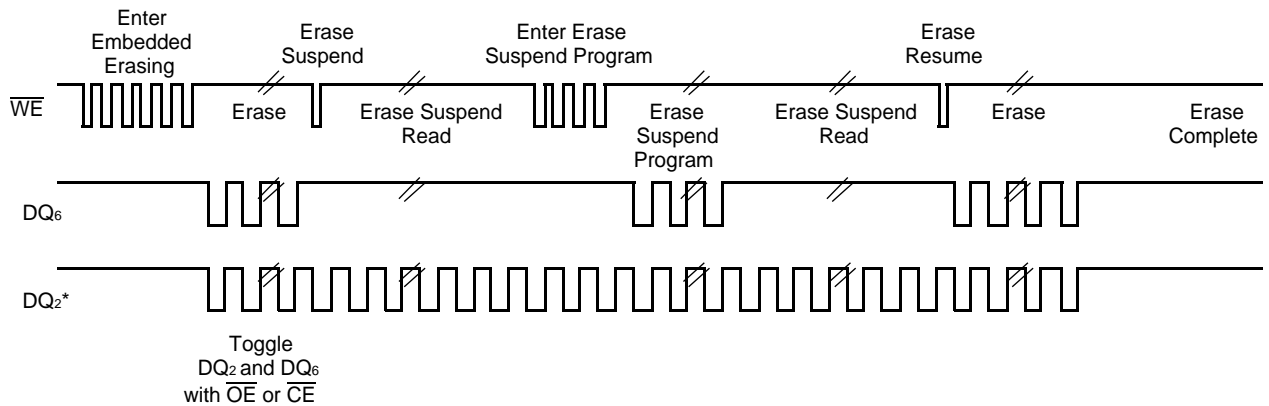 Enter
Embedded
Erasing
Erase
Suspend
Enter Erase
Suspend Program
Erase
Resume
WE
Erase
Erase Suspend
Read
Erase
Suspend
Program
Erase Suspend
Read
Erase
Erase
Complete
DQ6
DQ2*
Toggle
DQ2 and DQ6
with OE or CE